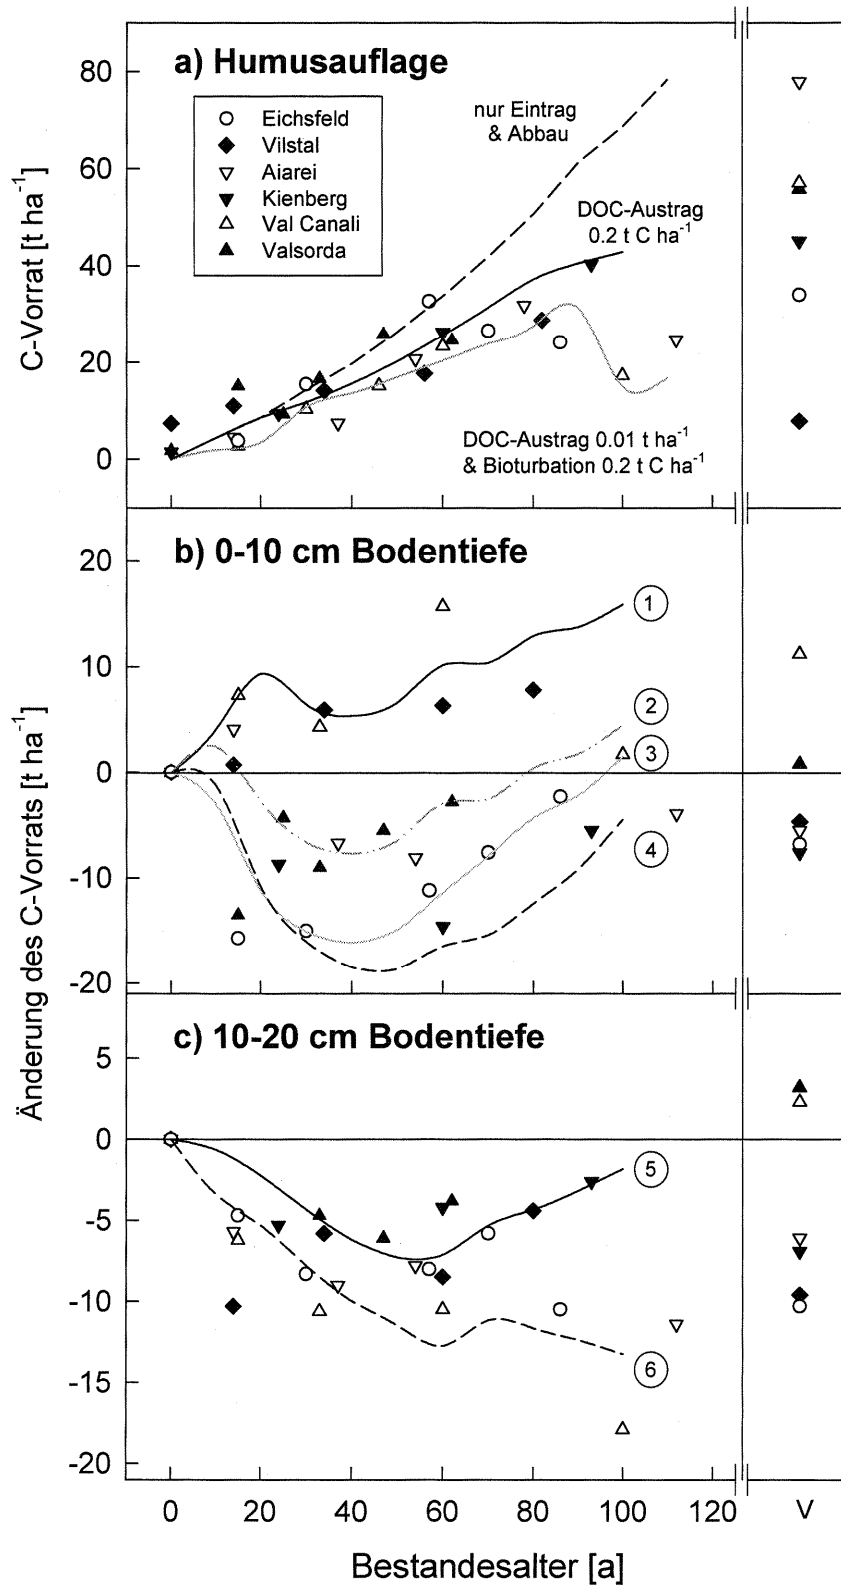 a) Humusauflage
80
60
40
20
0
C-Vorrat [t ha⁻¹]
Eichsfeld
Vilstal
Aiarei
Kienberg
Val Canali
Valsorda
nur Eintrag
& Abbau
DOC-Austrag
0.2 t C ha⁻¹
DOC-Austrag 0.01 t ha⁻¹
& Bioturbation 0.2 t C ha⁻¹
b) 0-10 cm Bodentiefe
20
10
0
-10
-20
1
2
3
4
Änderung des C-Vorrats [t ha⁻¹]
c) 10-20 cm Bodentiefe
5
0
-5
-10
-15
-20
5
6
0 20 40 60 80 100 120 V
Bestandesalter [a]